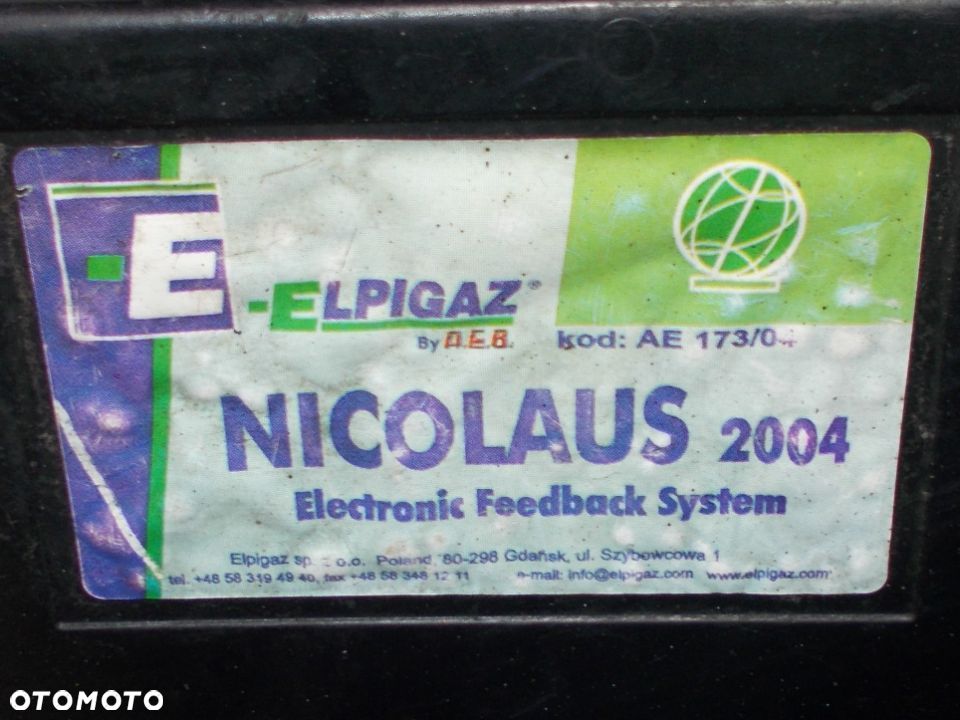 -E
-ELPIGAZ®
By A.E.B. kod: AE 173/04
NICOLAUS 2004
Electronic Feedback System
Elpigaz sp. z o.o. Poland, 80-298 Gdańsk, ul. Szybowcowa 1
tel. +48 58 319 49 40, fax +48 58 348 12 11 e-mail: info@elpigaz.com www.elpigaz.com
OTOMOTO